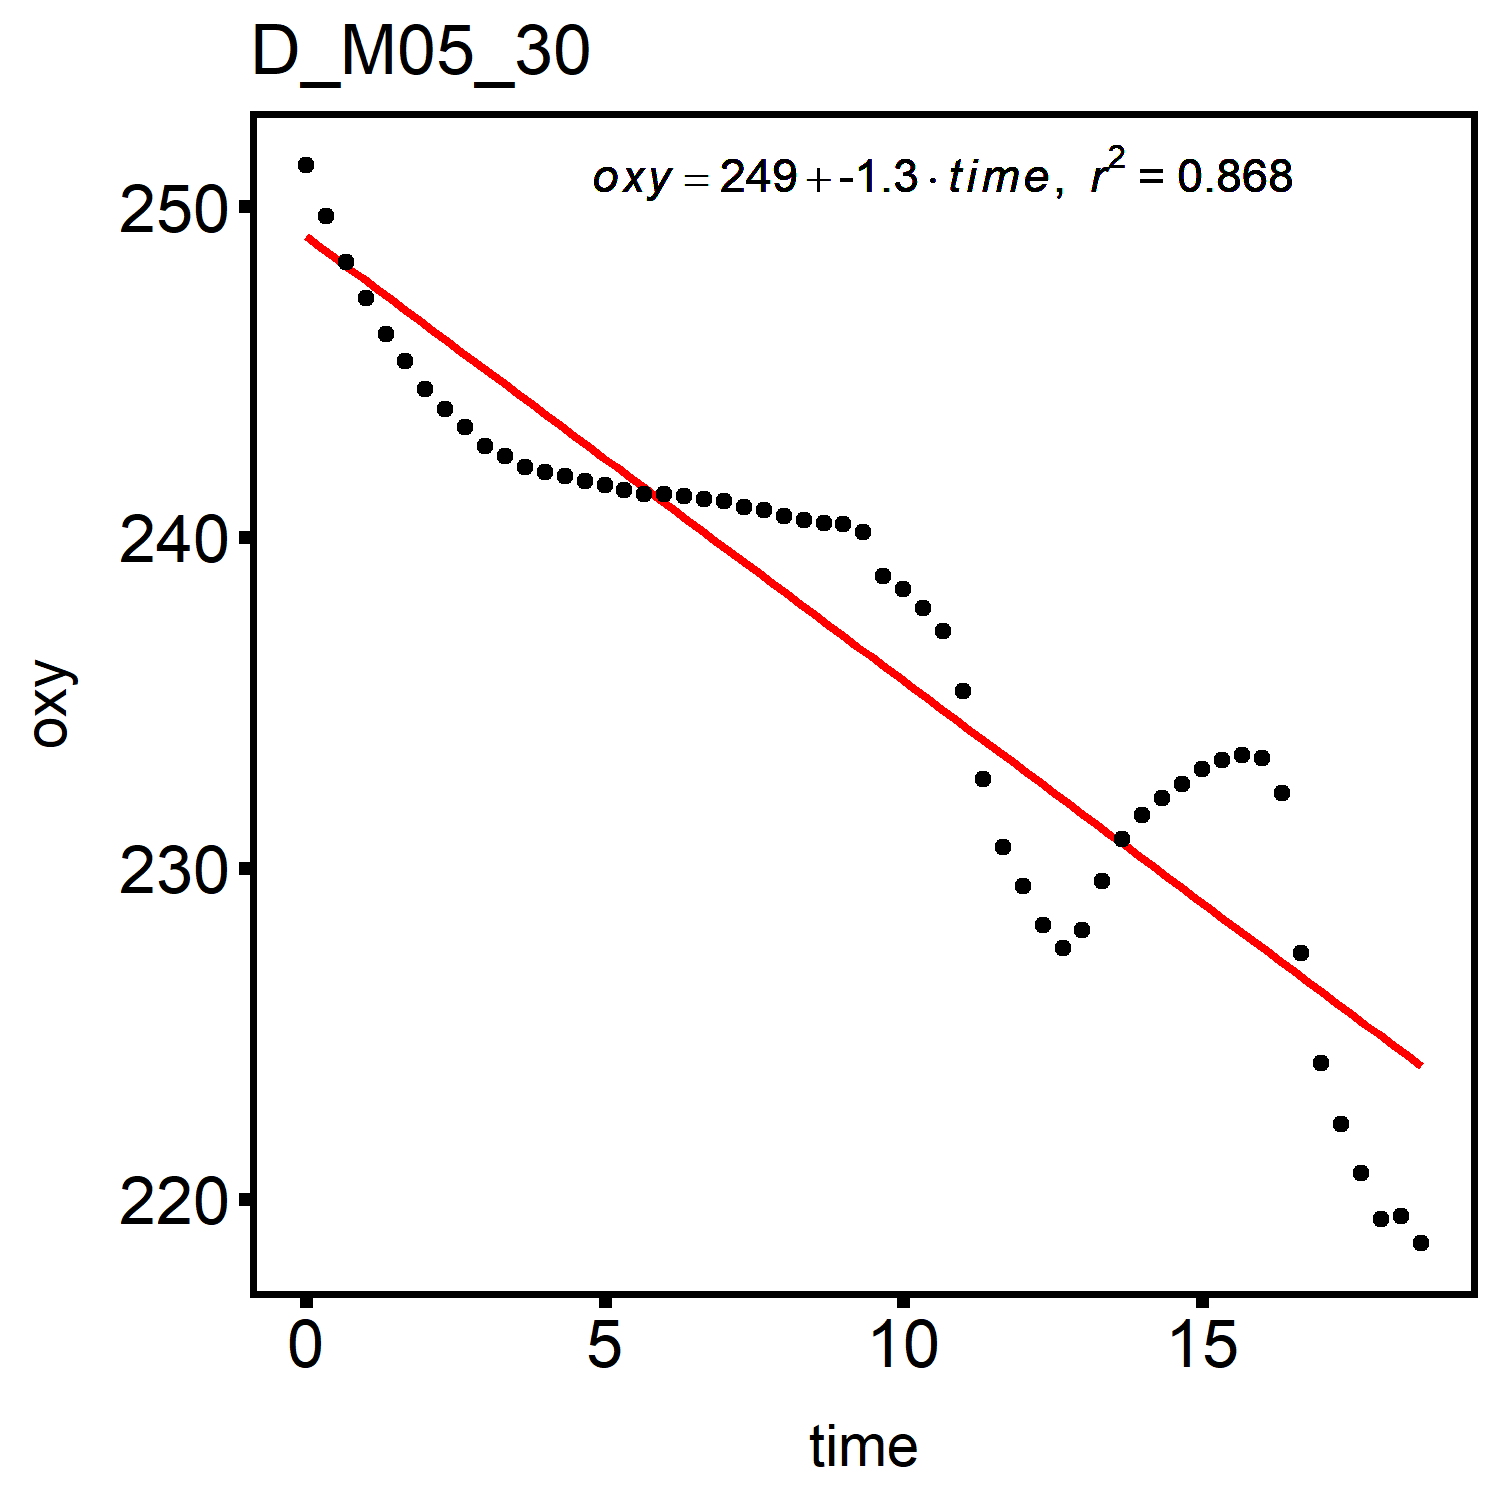 D_M05_30
oxy = 249 + -1.3 · time, r² = 0.868
250
240
230
220
oxy
0 5 10 15
time